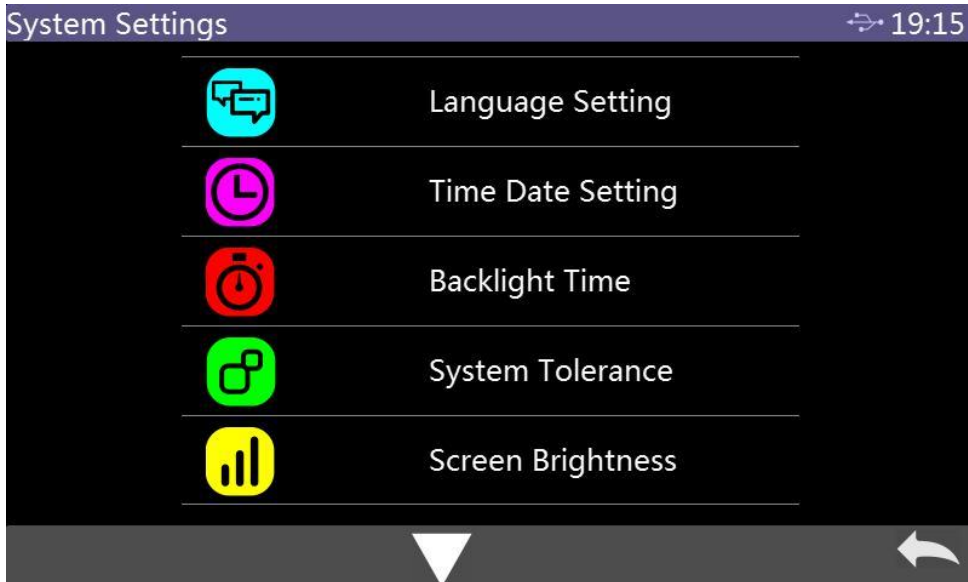 System Settings
19:15
Language Setting
Time Date Setting
Backlight Time
System Tolerance
Screen Brightness